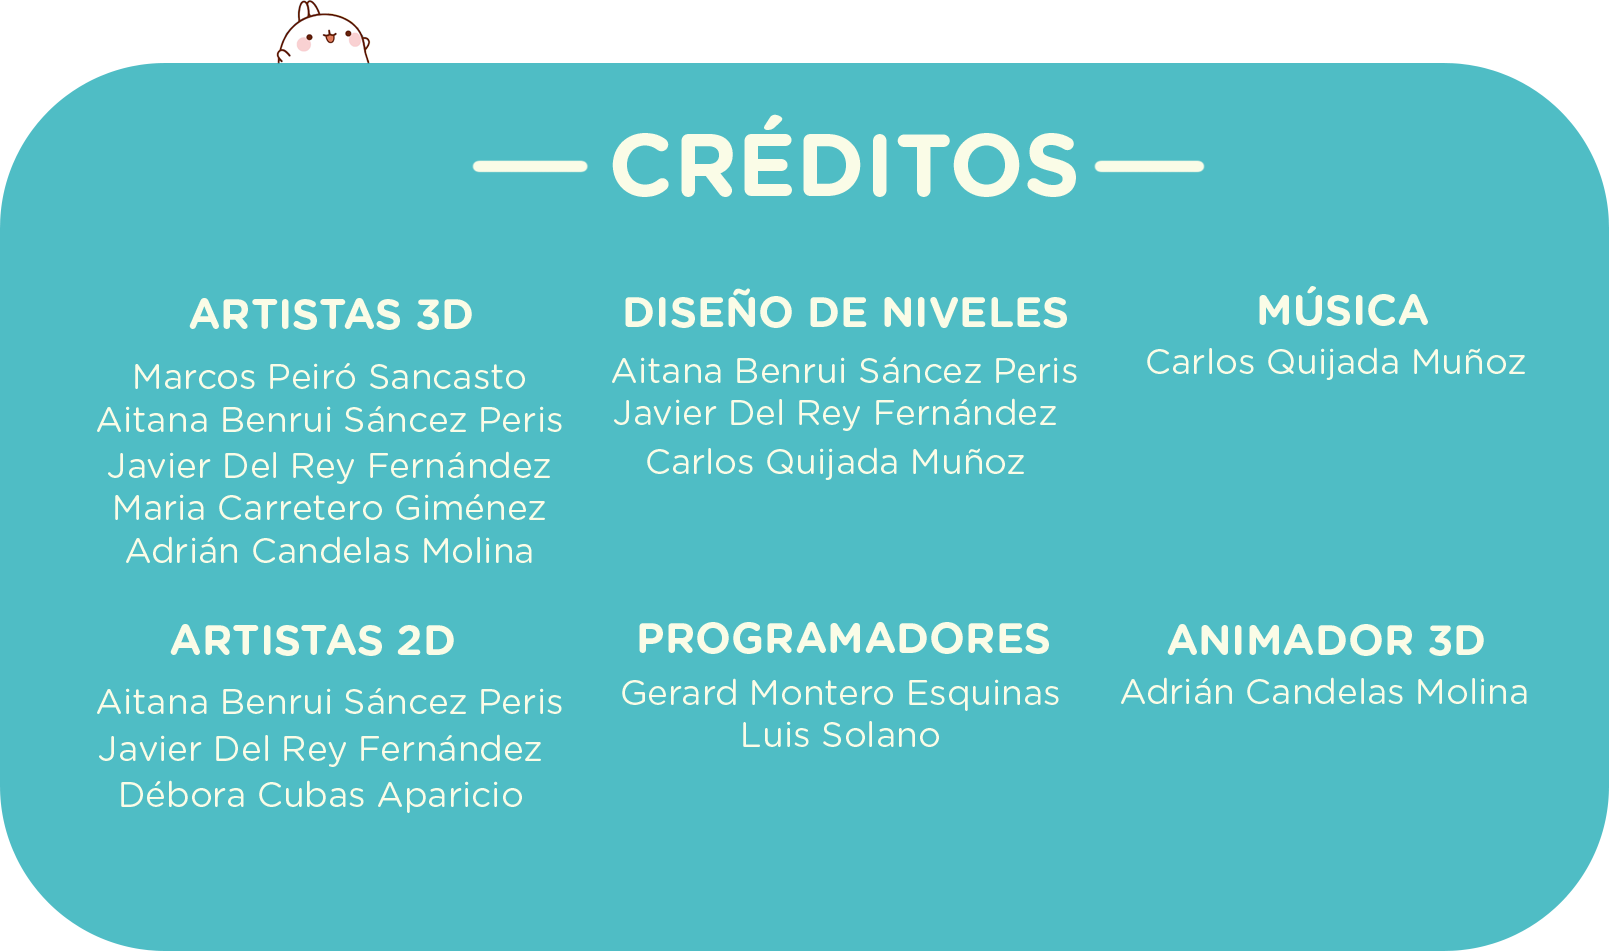 CRÉDITOS
ARTISTAS 3D
Marcos Peiró Sancasto
Aitana Benrui Sáncez Peris
Javier Del Rey Fernández
Maria Carretero Giménez
Adrián Candelas Molina
DISEÑO DE NIVELES
Aitana Benrui Sáncez Peris
Javier Del Rey Fernández
Carlos Quijada Muñoz
MÚSICA
Carlos Quijada Muñoz
ARTISTAS 2D
Aitana Benrui Sáncez Peris
Javier Del Rey Fernández
Débora Cubas Aparicio
PROGRAMADORES
Gerard Montero Esquinas
Luis Solano
ANIMADOR 3D
Adrián Candelas Molina